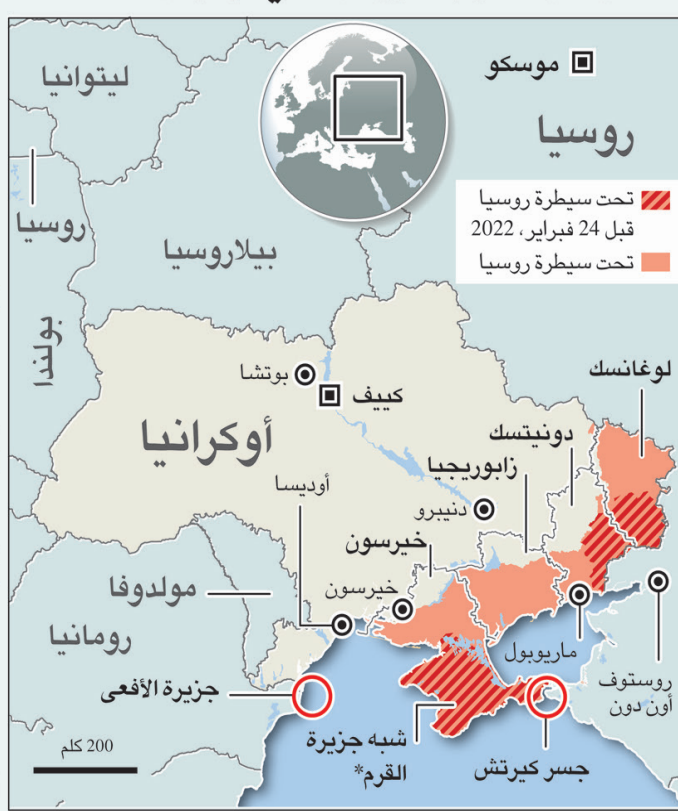 ليتوانيا
موسكو
روسيا
تحت سيطرة روسيا
قبل 24 فبراير، 2022
تحت سيطرة روسيا
روسيا
بيلاروسيا
بولندا
بوتشا
كييف
لوغانسك
دونيتسك
أوكرانيا
زابوريجيا
أوديسا
دنيبرو
خيرسون
خيرسون
مولدوفا
رومانيا
ماريوبول
روستوف
أون دون
جزيرة الأفعى
شبه جزيرة
القرم*
جسر كيرتش
200 كلم